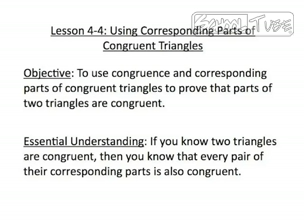 School Tube
Lesson 4-4: Using Corresponding Parts of
Congruent Triangles
Objective: To use congruence and corresponding
parts of congruent triangles to prove that parts
of two triangles are congruent.
Essential Understanding: If you know two triangles
are congruent, then you know that every pair of
their corresponding parts is also congruent.